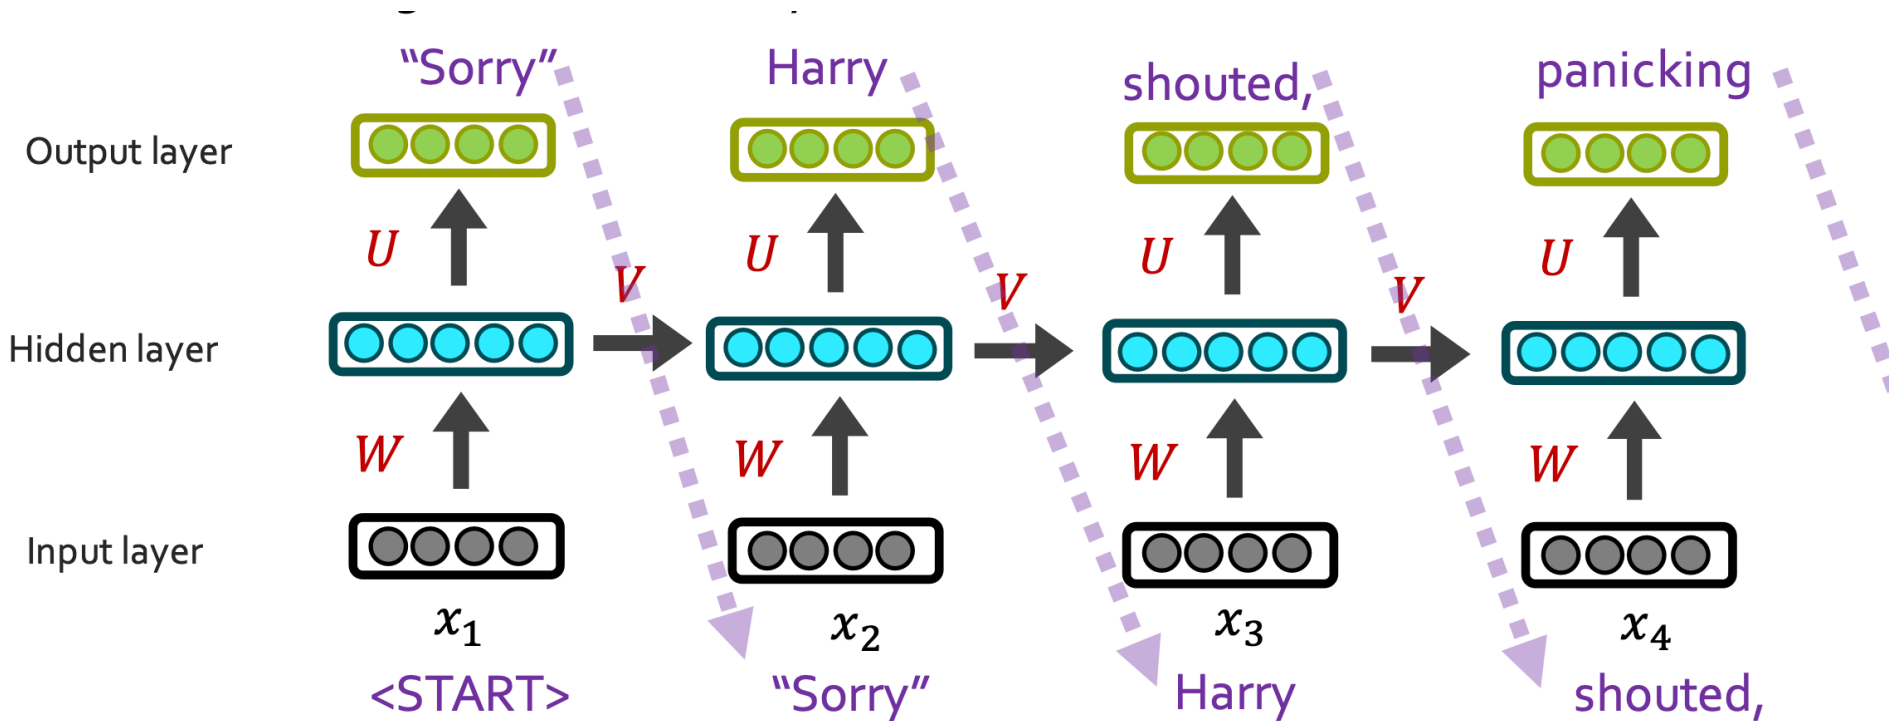 “Sorry” Harry shouted, panicking
Output layer
U U U U
V V V
Hidden layer
W W W W
Input layer
x₁ x₂ x₃ x₄
<START> “Sorry” Harry shouted,